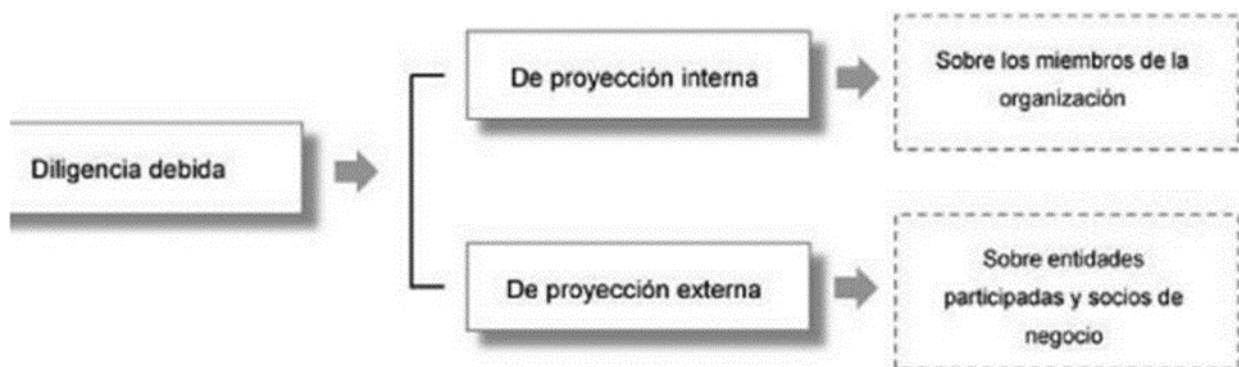 Diligencia debida
De proyección interna
Sobre los miembros de la
organización
De proyección externa
Sobre entidades
participadas y socios de
negocio